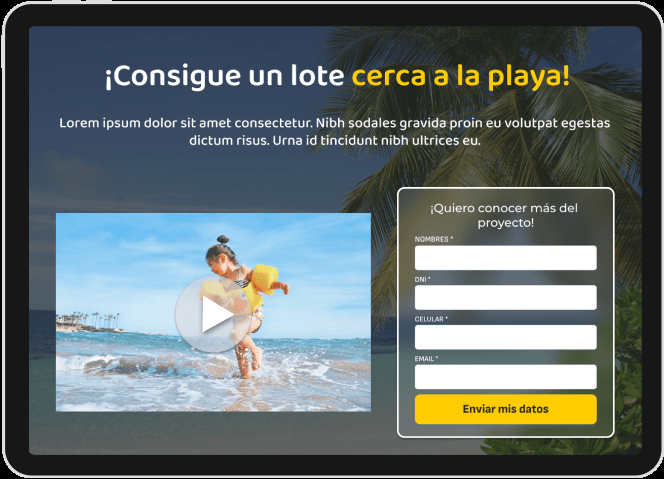 ¡Consigue un lote cerca a la playa!
Lorem ipsum dolor sit amet consectetur. Nibh sodales gravida proin eu volutpat egestas
dictum risus. Urna id tincidunt nibh ultrices eu.
¡Quiero conocer más del
proyecto!
NOMBRES *
DNI *
CELULAR *
EMAIL *
Enviar mis datos